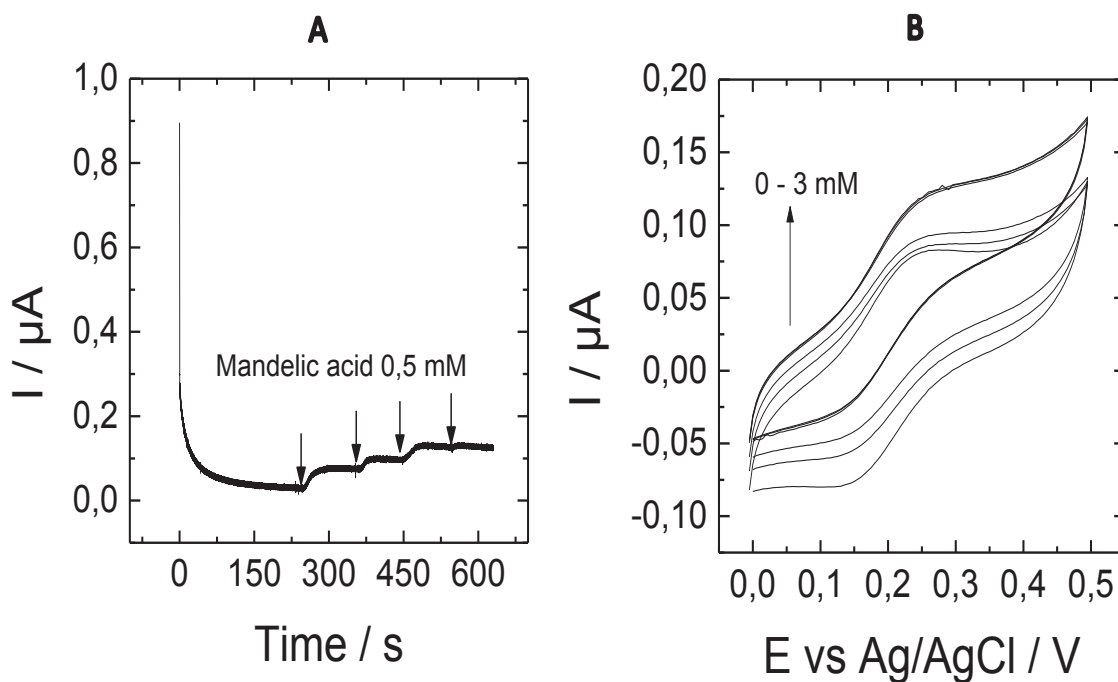 A
1,0
0,8
0,6
0,4
0,2
0,0
I / µA
Mandelic acid 0,5 mM
0 150 300 450 600
Time / s
B
0,20
0,15
0,10
0,05
0,00
-0,05
-0,10
I / µA
0 - 3 mM
0,0 0,1 0,2 0,3 0,4 0,5
E vs Ag/AgCl / V